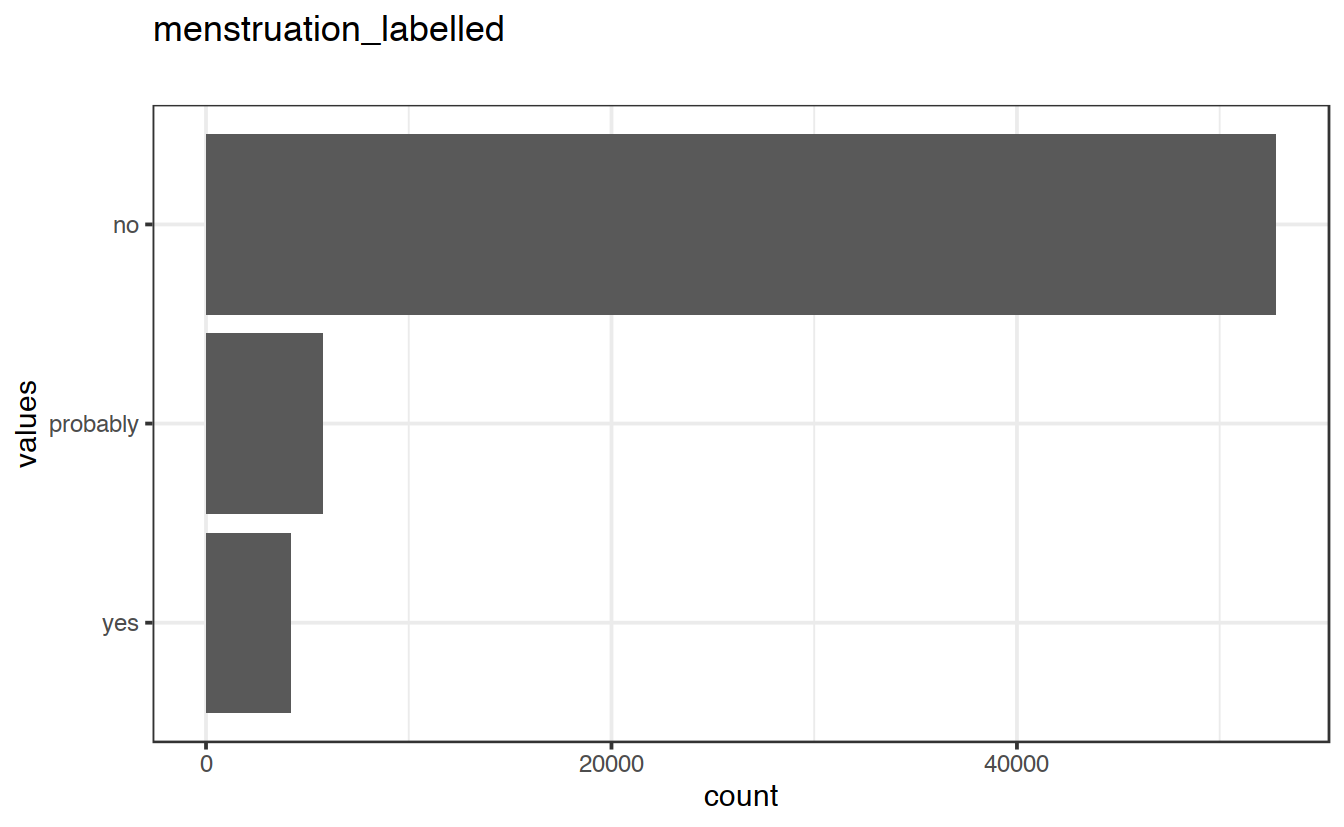 menstruation_labelled
no
probably
yes
values
0
20000
40000
count